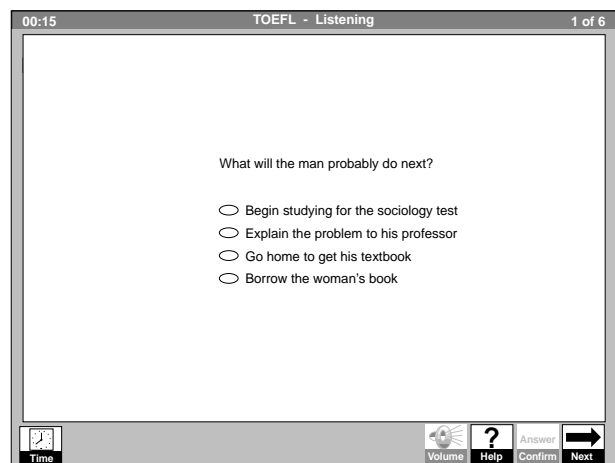 00:15 TOEFL - Listening 1 of 6
What will the man probably do next?
Begin studying for the sociology test
Explain the problem to his professor
Go home to get his textbook
Borrow the woman's book
Time
Volume
? Help
Answer Confirm
Next